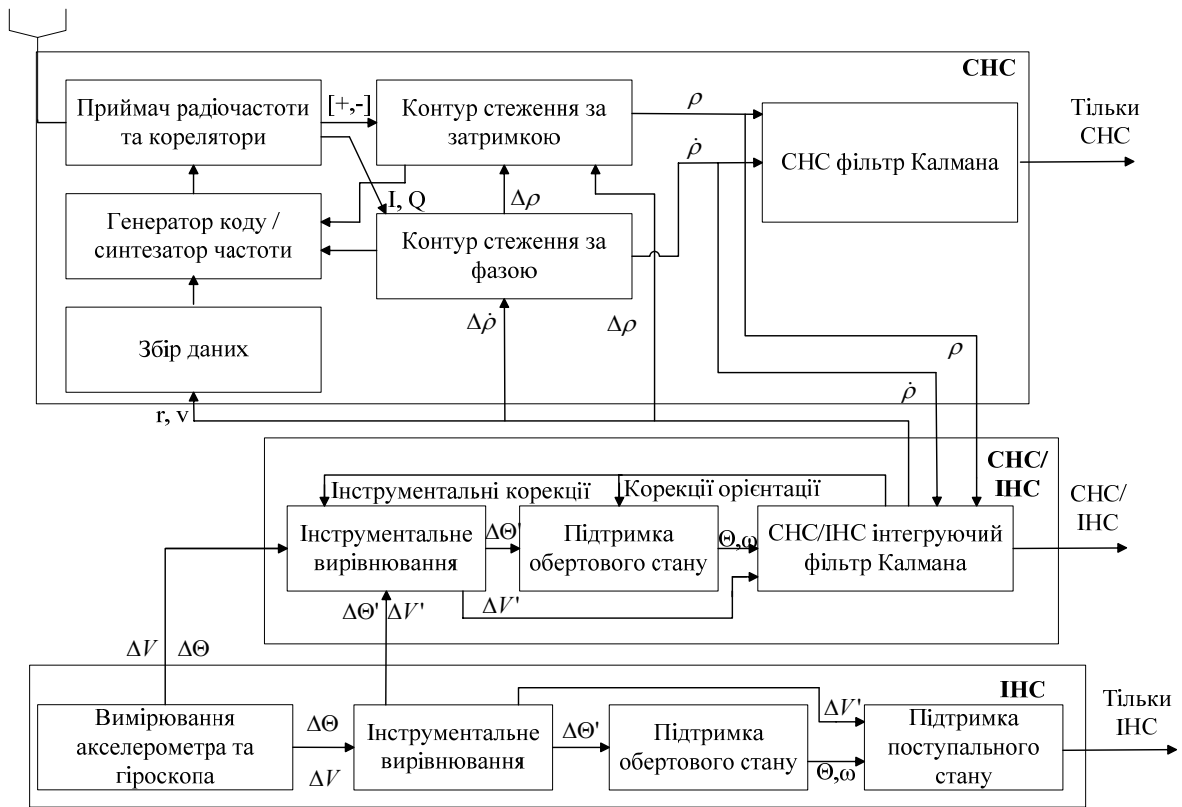 СНС
Приймач радіочастоти
та корелятори
[+,-]
Контур стеження за
затримкою
ρ
ρ̇
СНС фільтр Калмана
Тільки
СНС
I, Q
Δρ
Генератор коду /
синтезатор частоти
Контур стеження за
фазою
Δρ̇
Δρ
Збір даних
ρ
ρ̇
r, v
СНС/
ІНС
Інструментальні корекції
Корекції орієнтації
СНС/
ІНС
Інструментальне
вирівнювання
ΔΘ'
Підтримка
обертового стану
Θ,ω
СНС/ІНС інтегруючий
фільтр Калмана
ΔΘ'
ΔV'
ΔV'
ΔV
ΔΘ
ІНС
Тільки
ІНС
Вимірювання
акселерометра та
гіроскопа
ΔΘ
ΔV
Інструментальне
вирівнювання
ΔΘ'
Підтримка
обертового стану
ΔV'
Θ,ω
Підтримка
поступального
стану